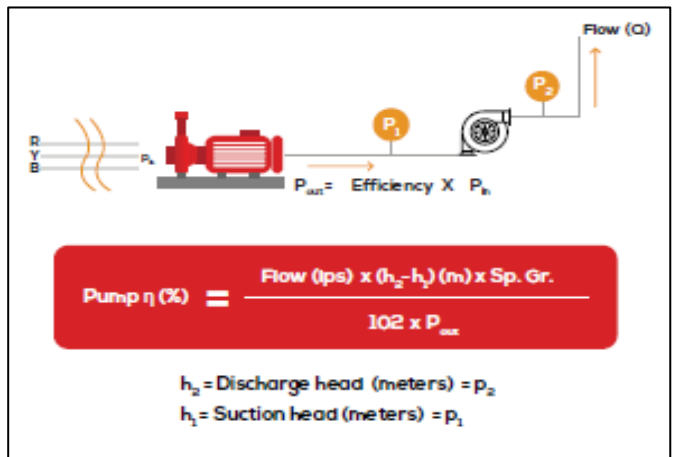 Flow (Q)
P₂
P₁
R
Y
B
Pᵢₙ
Pₒᵤₜ= Efficiency X Pᵢₙ
Pump η (%) = Flow (lps) x (h₂-h₁) (m) x Sp. Gr.
102 x Pₒᵤₜ
h₂ = Discharge head (meters) = p₂
h₁ = Suction head (meters) = p₁